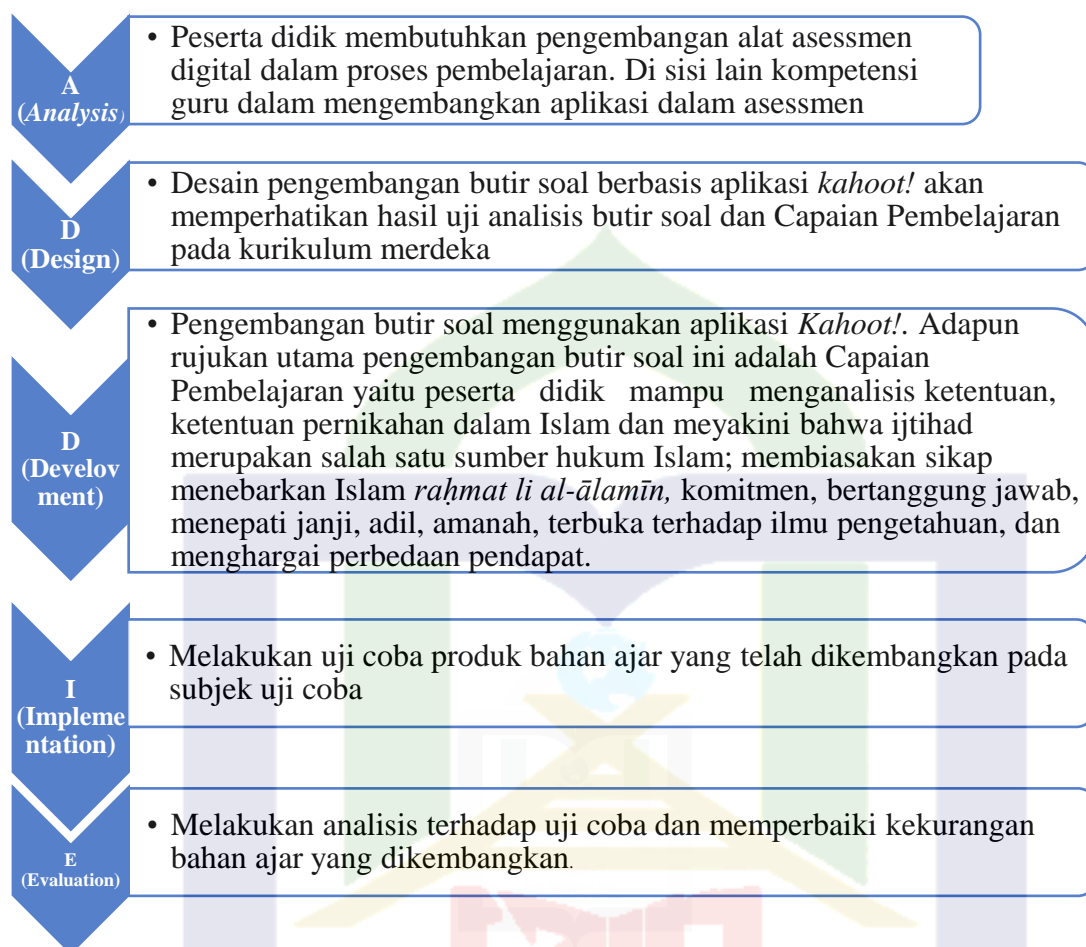 A
(Analysis)
• Peserta didik membutuhkan pengembangan alat asessmen
digital dalam proses pembelajaran. Di sisi lain kompetensi
guru dalam mengembangkan aplikasi dalam asessmen
D
(Design)
• Desain pengembangan butir soal berbasis aplikasi kahoot! akan
memperhatikan hasil uji analisis butir soal dan Capaian Pembelajaran
pada kurikulum merdeka
D
(Develov
ment)
• Pengembangan butir soal menggunakan aplikasi Kahoot!. Adapun
rujukan utama pengembangan butir soal ini adalah Capaian
Pembelajaran yaitu peserta didik mampu menganalisis ketentuan,
ketentuan pernikahan dalam Islam dan meyakini bahwa ijtihad
merupakan salah satu sumber hukum Islam; membiasakan sikap
menebarkan Islam raḥmat li al-ālamīn, komitmen, bertanggung jawab,
menepati janji, adil, amanah, terbuka terhadap ilmu pengetahuan, dan
menghargai perbedaan pendapat.
I
(Impleme
ntation)
• Melakukan uji coba produk bahan ajar yang telah dikembangkan pada
subjek uji coba
E
(Evaluation)
• Melakukan analisis terhadap uji coba dan memperbaiki kekurangan
bahan ajar yang dikembangkan.